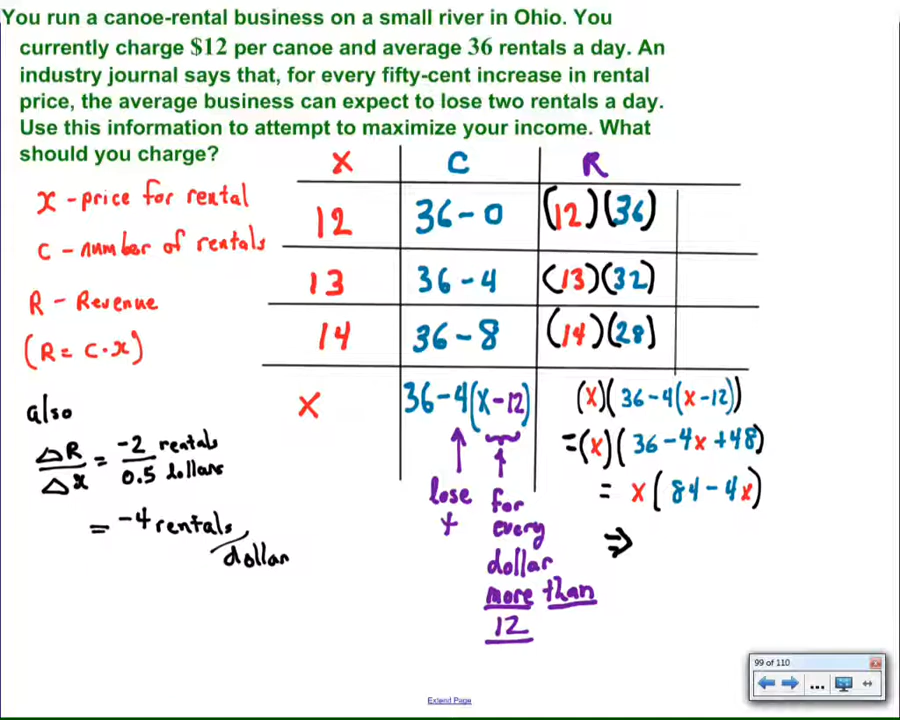 You run a canoe-rental business on a small river in Ohio. You
currently charge $12 per canoe and average 36 rentals a day. An
industry journal says that, for every fifty-cent increase in rental
price, the average business can expect to lose two rentals a day.
Use this information to attempt to maximize your income. What
should you charge?
x - price for rental
C - number of rentals
R - Revenue
(R = C·x)
also
ΔR/Δx = -2 rentals/0.5 dollars
= -4 rentals/dollar
X C R
12 36-0 (12)(36)
13 36-4 (13)(32)
14 36-8 (14)(28)
x 36-4(x-12) (x)(36-4(x-12))
=(x)(36-4x+48)
= x(84-4x)
⇒
↑ ↑
lose
4
for
every
dollar
more than
12
99 of 110
...
Extend Page